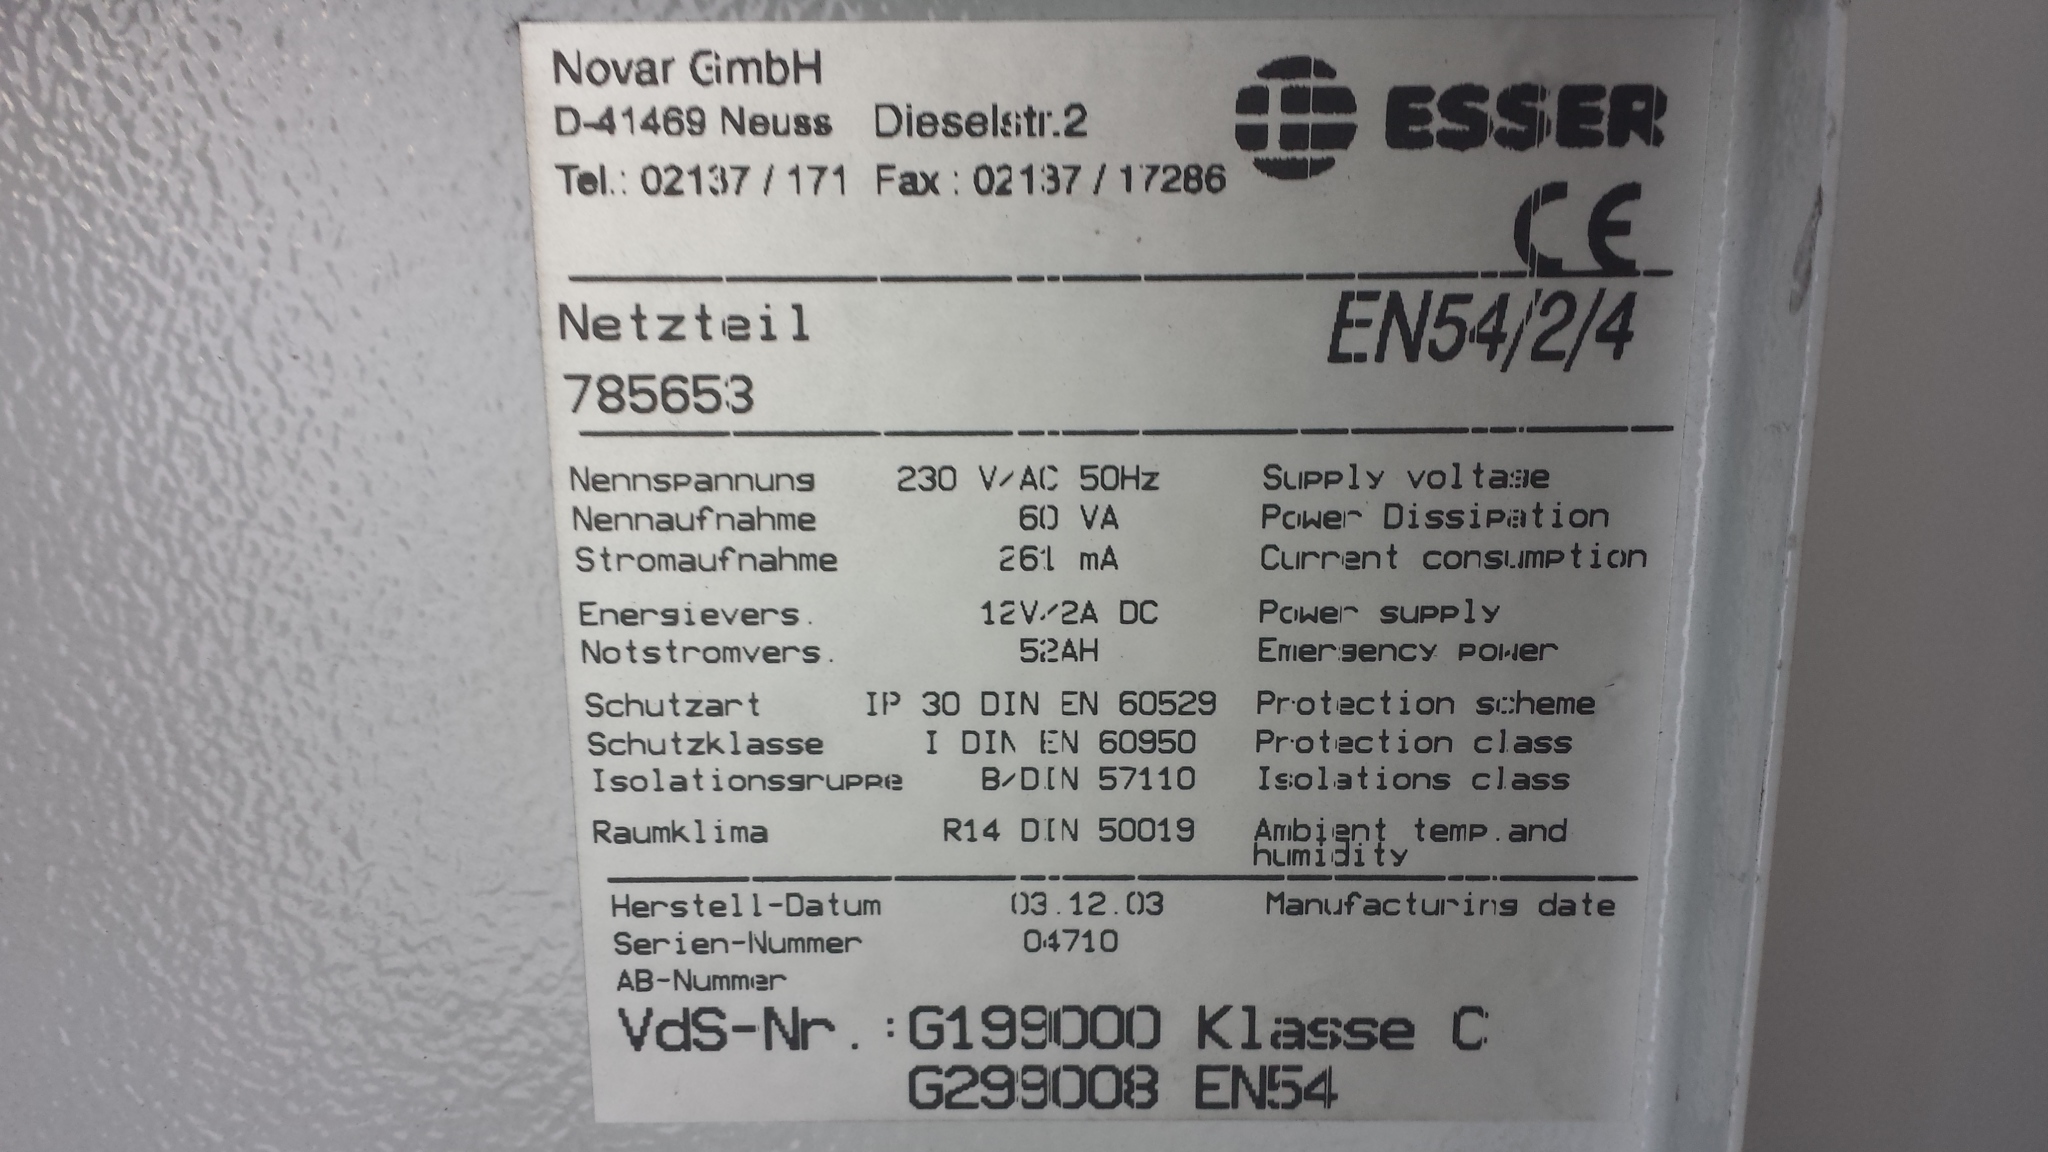 Novar GmbH
ESSER
D-41469 Neuss Dieselstr.2
Tel.: 02137 / 171 Fax : 02137 / 17286
CE
Netzteil
EN54/2/4
785653
Nennspannung 230 V/AC 50Hz Supply voltage
Nennaufnahme 60 VA Power Dissipation
Stromaufnahme 261 mA Current consumption
Energievers. 12V/2A DC Power supply
Notstromvers. 52AH Emergency power
Schutzart IP 30 DIN EN 60529 Protection scheme
Schutzklasse I DIN EN 60950 Protection class
Isolationsgruppe B/DIN 57110 Isolations class
Raumklima R14 DIN 50019 Ambient temp.and
humidity
Herstell-Datum 03.12.03 Manufacturing date
Serien-Nummer 04710
AB-Nummer
VdS-Nr. :G199000 Klasse C
G299008 EN54